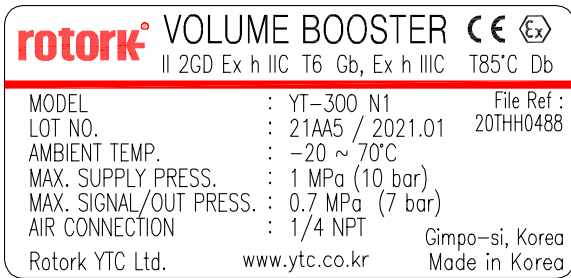 rotork VOLUME BOOSTER CE Ex
II 2GD Ex h IIC T6 Gb, Ex h IIIC T85°C Db
MODEL : YT-300 N1 File Ref :
LOT NO. : 21AA5 / 2021.01 20THH0488
AMBIENT TEMP. : -20 ~ 70°C
MAX. SUPPLY PRESS. : 1 MPa (10 bar)
MAX. SIGNAL/OUT PRESS. : 0.7 MPa (7 bar)
AIR CONNECTION : 1/4 NPT
Gimpo-si, Korea
Rotork YTC Ltd. www.ytc.co.kr Made in Korea